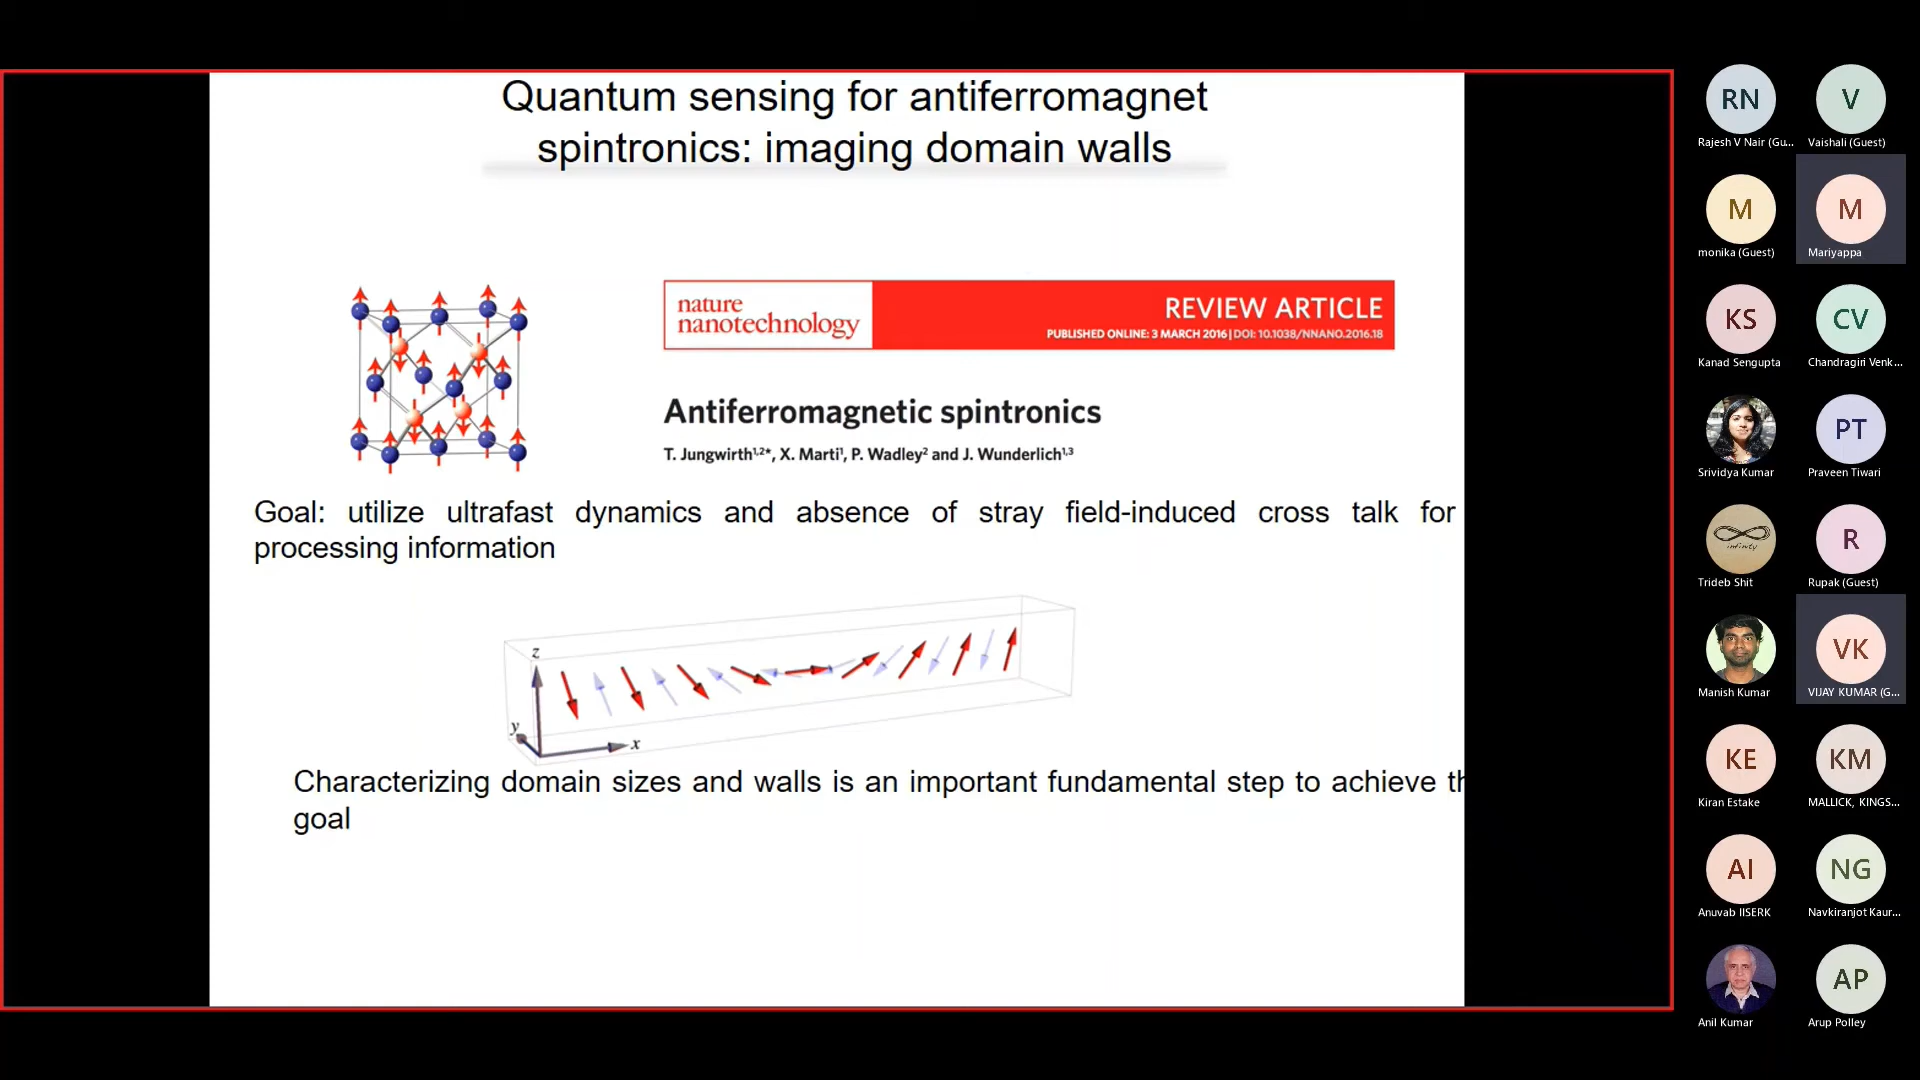 Quantum sensing for antiferromagnet
spintronics: imaging domain walls
nature
nanotechnology
REVIEW ARTICLE
PUBLISHED ONLINE: 3 MARCH 2016 | DOI: 10.1038/NNANO.2016.18
Antiferromagnetic spintronics
T. Jungwirth¹,²*, X. Marti¹, P. Wadley² and J. Wunderlich¹,³
Goal: utilize ultrafast dynamics and absence of stray field-induced cross talk for
processing information
z
y
x
Characterizing domain sizes and walls is an important fundamental step to achieve th
goal
RN
V
Rajesh V Nair (Gu...
Vaishali (Guest)
M
M
monika (Guest)
Mariyappa
KS
CV
Kanad Sengupta
Chandragiri Venk...
PT
Srividya Kumar
Praveen Tiwari
infinity
R
Trideb Shit
Rupak (Guest)
VK
Manish Kumar
VIJAY KUMAR (G...
KE
KM
Kiran Estake
MALLICK, KINGS...
AI
NG
Anuvab IISERK
Navkiranjot Kaur...
AP
Anil Kumar
Arup Polley